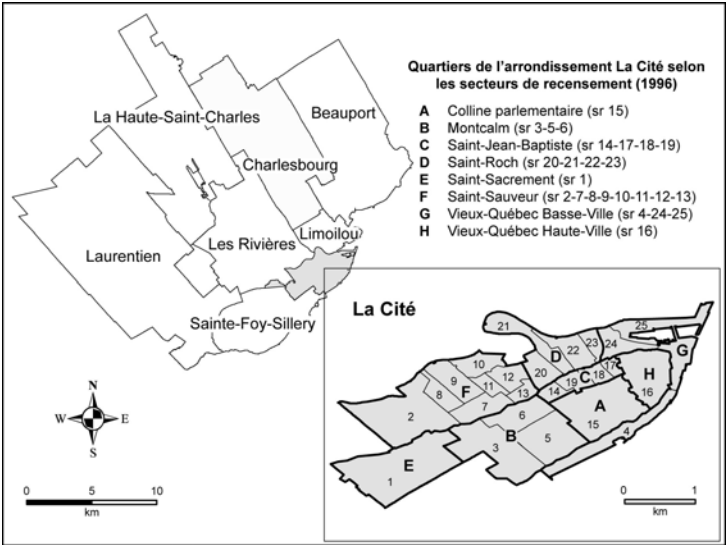 Quartiers de l'arrondissement La Cité selon
les secteurs de recensement (1996)
A Colline parlementaire (sr 15)
B Montcalm (sr 3-5-6)
C Saint-Jean-Baptiste (sr 14-17-18-19)
D Saint-Roch (sr 20-21-22-23)
E Saint-Sacrement (sr 1)
F Saint-Sauveur (sr 2-7-8-9-10-11-12-13)
G Vieux-Québec Basse-Ville (sr 4-24-25)
H Vieux-Québec Haute-Ville (sr 16)
Beauport
La Haute-Saint-Charles
Charlesbourg
Limoilou
Les Rivières
Laurentien
Sainte-Foy-Sillery
La Cité
21
25
D
22
23
24
G
10
9
11
12
20
C
17
18
19
14
H
16
F
8
7
13
2
6
A
15
4
B
3
5
E
1
N
W
E
S
0 5 10
km
0 1
km